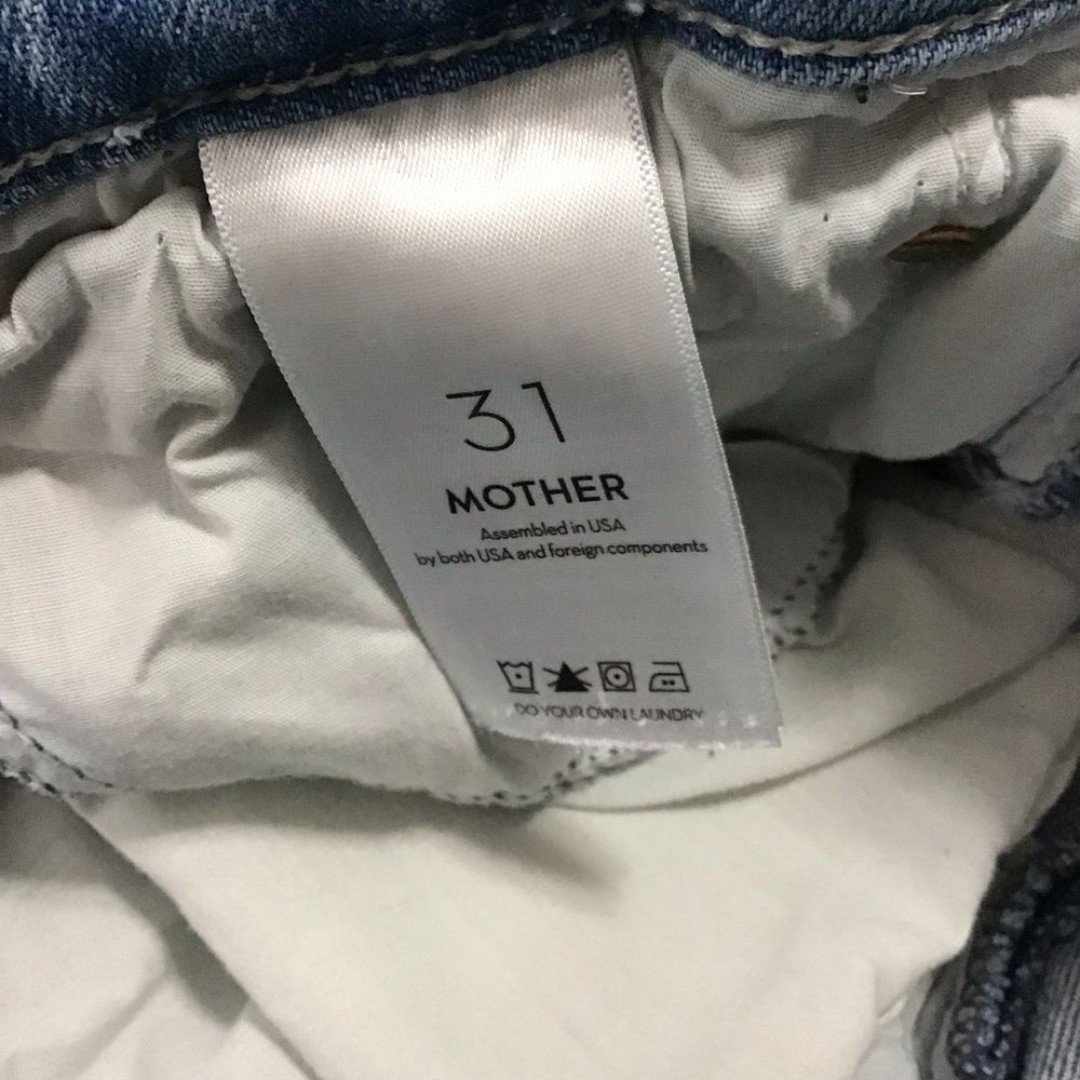 31
MOTHER
Assembled in USA
by both USA and foreign components
DO YOUR OWN LAUNDRY